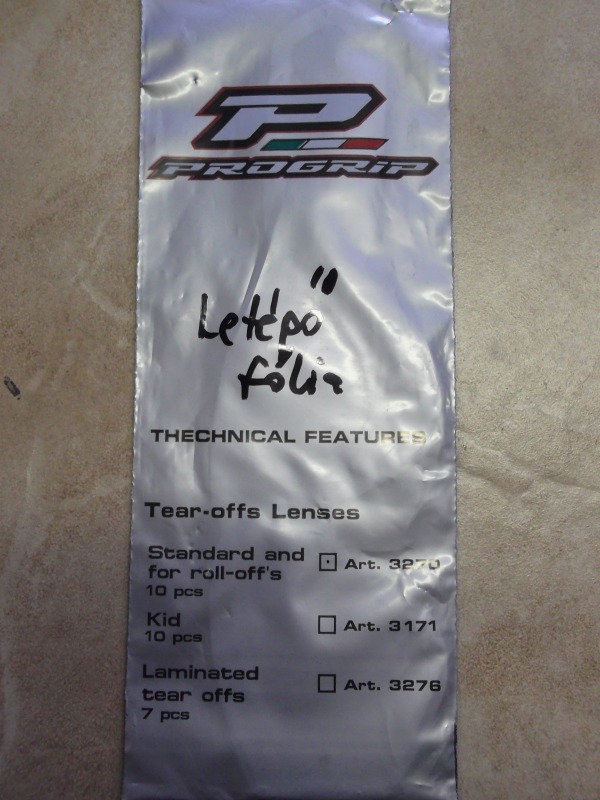 P
PROGRIP
Letépő
fólia
THECHNICAL FEATURES
Tear-offs Lenses
Standard and
for roll-off's
10 pcs
Art. 3270
Kid
10 pcs
Art. 3171
Laminated
tear offs
7 pcs
Art. 3276